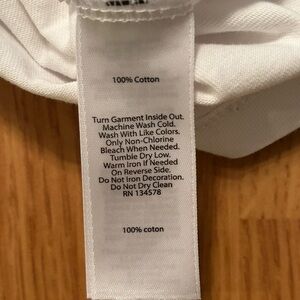 100% Cotton
Turn Garment Inside Out.
Machine Wash Cold.
Wash With Like Colors.
Only Non-Chlorine
Bleach When Needed.
Tumble Dry Low.
Warm Iron if Needed
On Reverse Side.
Do Not Iron Decoration.
Do Not Dry Clean
RN 134578
100% coton